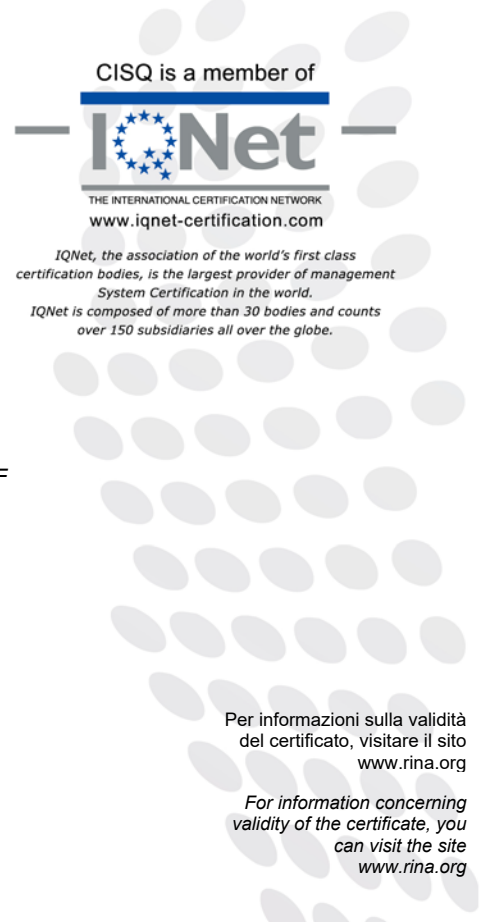 CISQ is a member of
IQNet
THE INTERNATIONAL CERTIFICATION NETWORK
www.iqnet-certification.com
IQNet, the association of the world's first class
certification bodies, is the largest provider of management
System Certification in the world.
IQNet is composed of more than 30 bodies and counts
over 150 subsidiaries all over the globe.
Per informazioni sulla validità
del certificato, visitare il sito
www.rina.org
For information concerning
validity of the certificate, you
can visit the site
www.rina.org